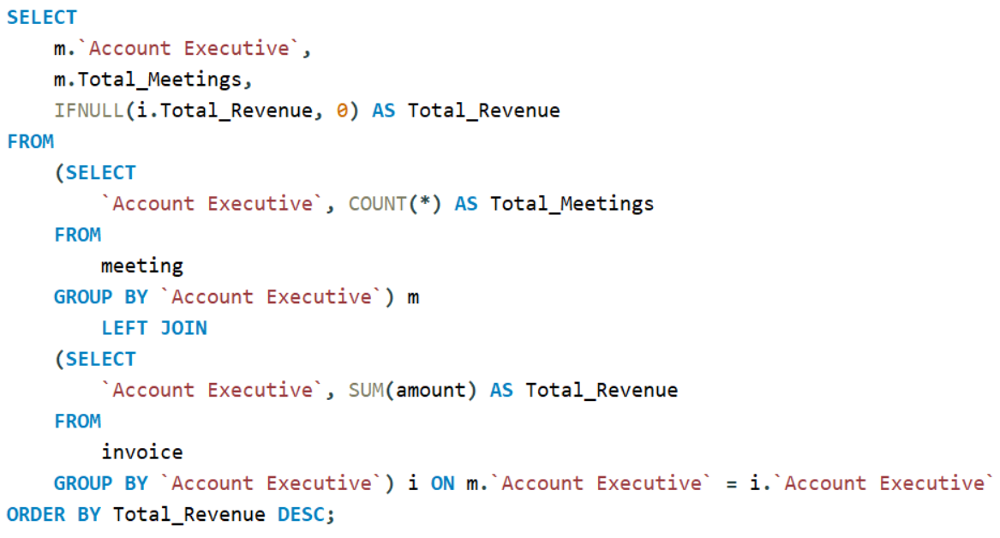 SELECT
    m.`Account Executive`,
    m.Total_Meetings,
    IFNULL(i.Total_Revenue, 0) AS Total_Revenue
FROM
    (SELECT
        `Account Executive`, COUNT(*) AS Total_Meetings
    FROM
        meeting
    GROUP BY `Account Executive`) m
        LEFT JOIN
    (SELECT
        `Account Executive`, SUM(amount) AS Total_Revenue
    FROM
        invoice
    GROUP BY `Account Executive`) i ON m.`Account Executive` = i.`Account Executive`
ORDER BY Total_Revenue DESC;